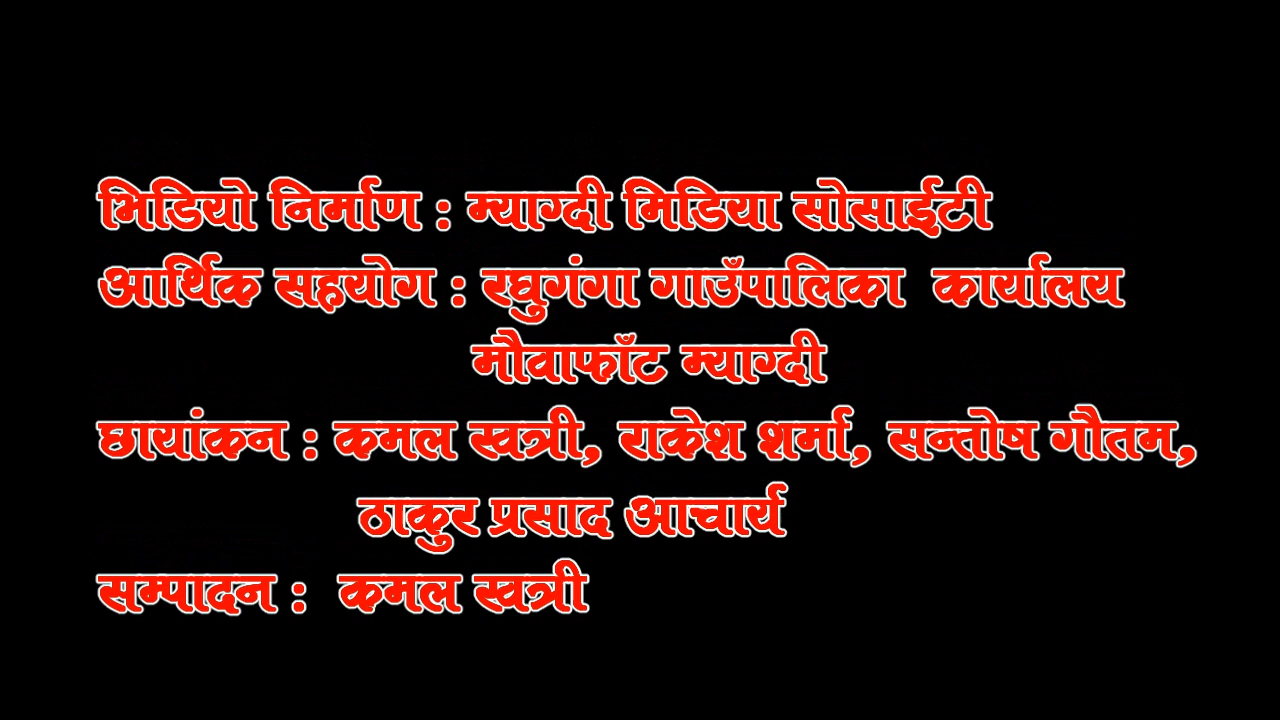 भिडियो निर्माण : म्याग्दी मिडिया सोसाईटी
आर्थिक सहयोग : रघुगंगा गाउँपालिका कार्यालय
मौवाफाँट म्याग्दी
छायांकन : कमल खत्री, राकेश शर्मा, सन्तोष गौतम,
ठाकुर प्रसाद आचार्य
सम्पादन : कमल खत्री